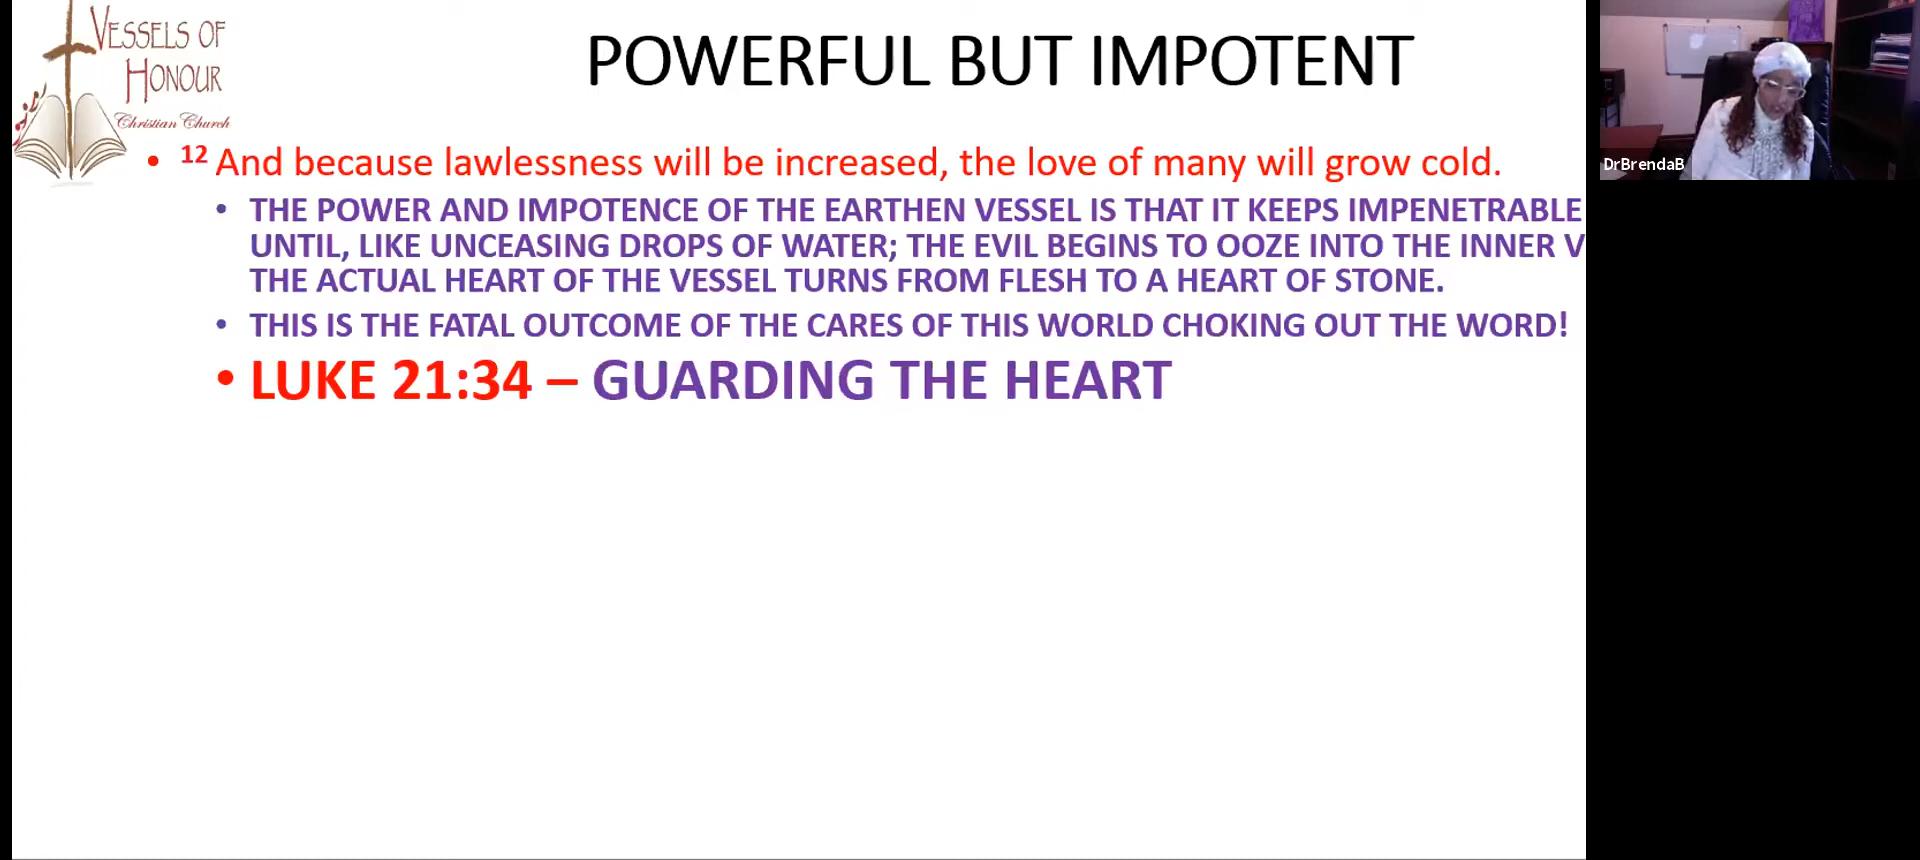 VESSELS OF
HONOUR
Christian Church
POWERFUL BUT IMPOTENT
• 12 And because lawlessness will be increased, the love of many will grow cold.
• THE POWER AND IMPOTENCE OF THE EARTHEN VESSEL IS THAT IT KEEPS IMPENETRABLE
UNTIL, LIKE UNCEASING DROPS OF WATER; THE EVIL BEGINS TO OOZE INTO THE INNER V
THE ACTUAL HEART OF THE VESSEL TURNS FROM FLESH TO A HEART OF STONE.
• THIS IS THE FATAL OUTCOME OF THE CARES OF THIS WORLD CHOKING OUT THE WORD!
• LUKE 21:34 – GUARDING THE HEART
DrBrendaB